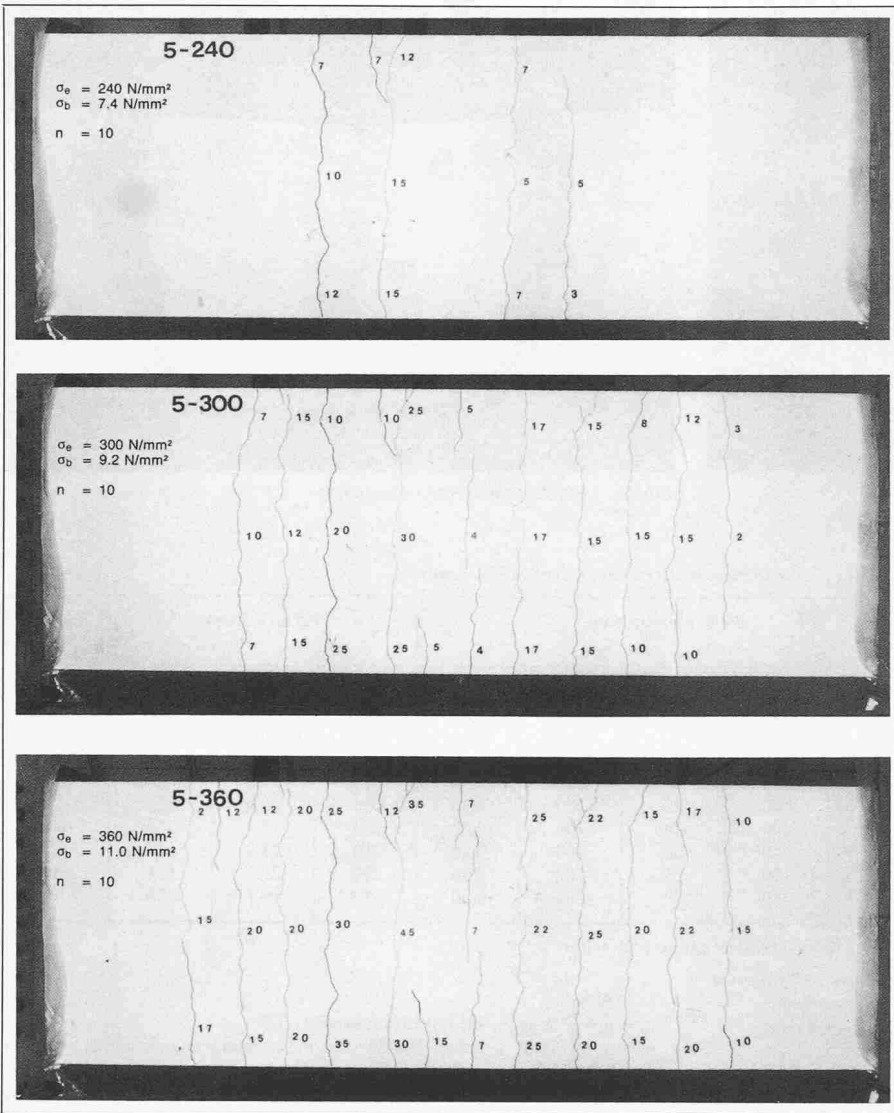 5-240
σe = 240 N/mm²
σb = 7.4 N/mm²
n = 10
7 7 12 7
10 15 5 5
12 15 7 3
5-300
σe = 300 N/mm²
σb = 9.2 N/mm²
n = 10
7 15 10 10 25 5 17 15 8 12 3
10 12 20 30 4 17 15 15 15 2
7 15 25 25 5 4 17 15 10 10
5-360
σe = 360 N/mm²
σb = 11.0 N/mm²
n = 10
2 12 12 20 25 12 35 7 25 22 15 17 10
15 20 20 30 45 7 22 25 20 22 15
17 15 20 35 30 15 7 25 20 15 20 10